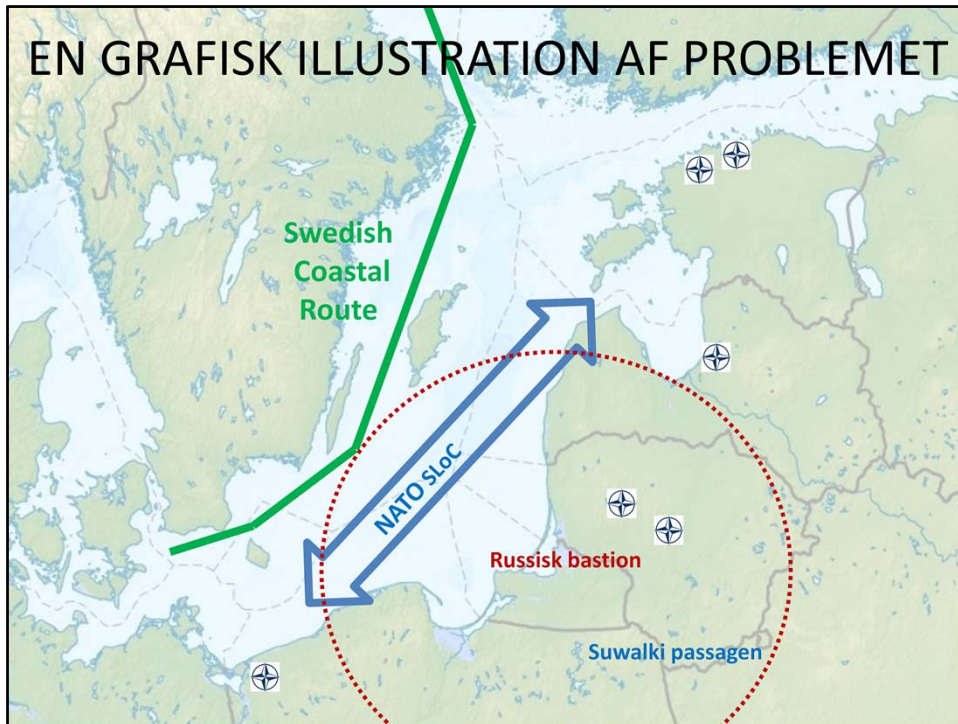 EN GRAFISK ILLUSTRATION AF PROBLEMET
Swedish
Coastal
Route
NATO SLoC
Russisk bastion
Suwalki passagen